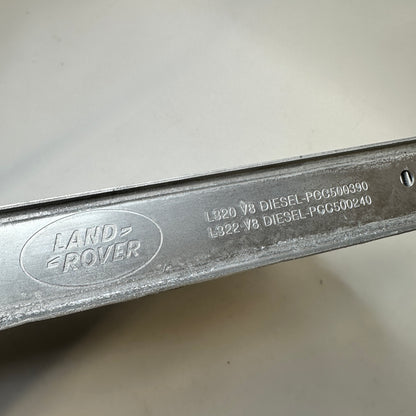 LAND
ROVER
L320 V8 DIESEL-PCC500390
L322 V8 DIESEL-PCC500240